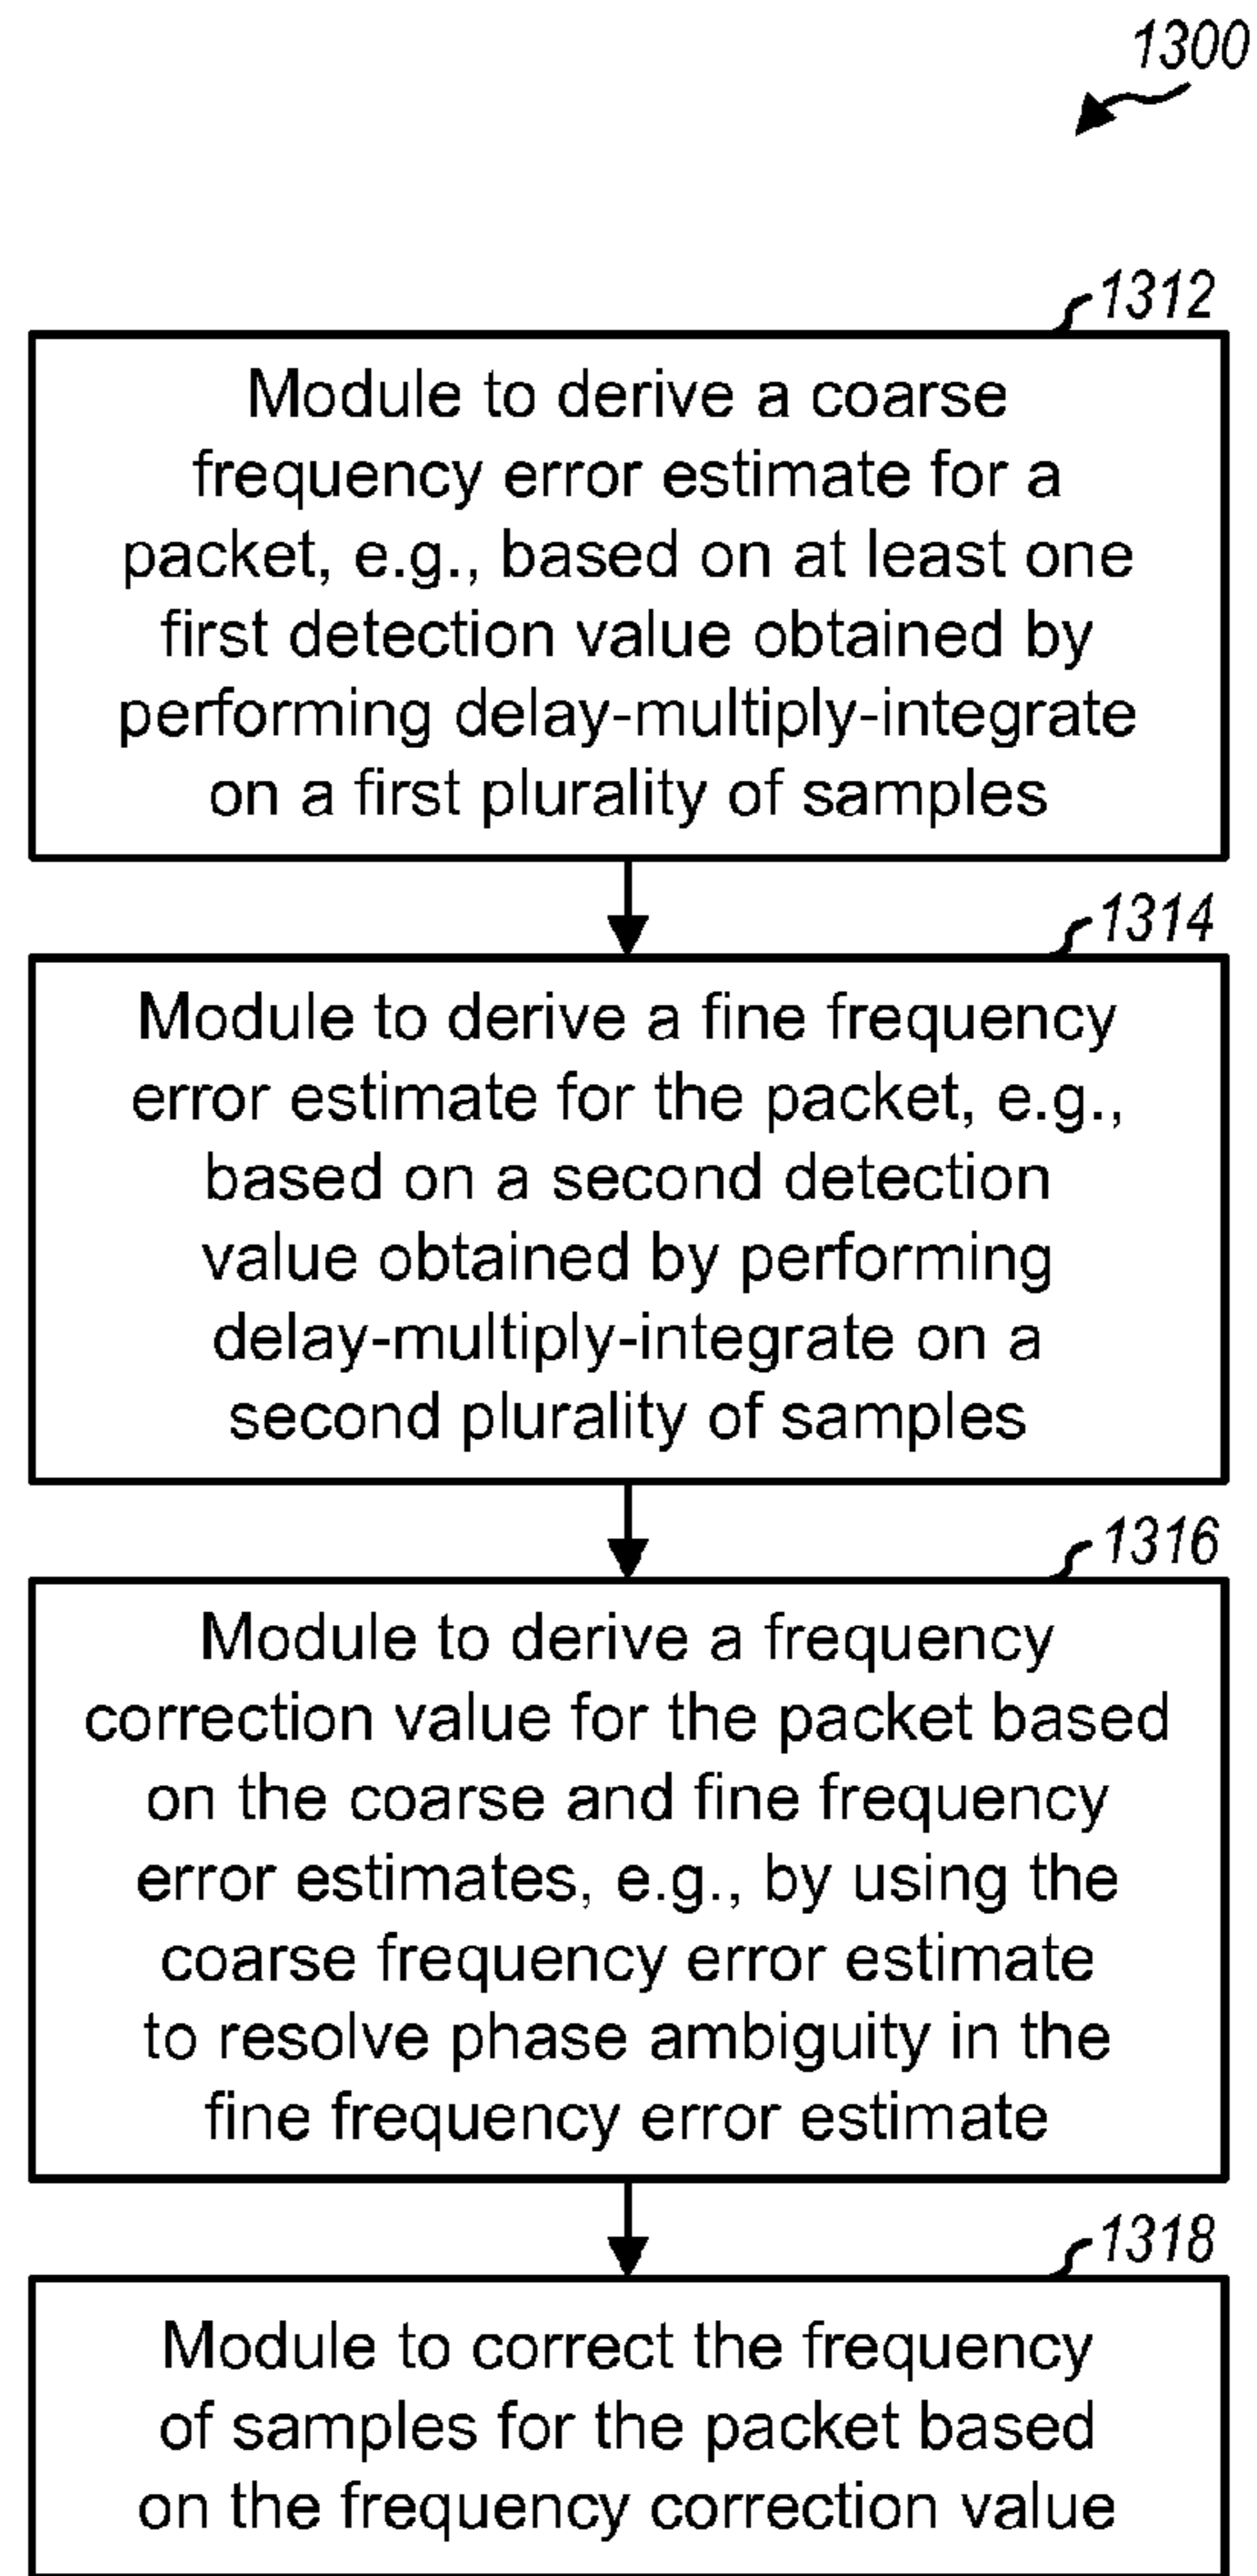 1300
1312
Module to derive a coarse
frequency error estimate for a
packet, e.g., based on at least one
first detection value obtained by
performing delay-multiply-integrate
on a first plurality of samples
1314
Module to derive a fine frequency
error estimate for the packet, e.g.,
based on a second detection
value obtained by performing
delay-multiply-integrate on a
second plurality of samples
1316
Module to derive a frequency
correction value for the packet based
on the coarse and fine frequency
error estimates, e.g., by using the
coarse frequency error estimate
to resolve phase ambiguity in the
fine frequency error estimate
1318
Module to correct the frequency
of samples for the packet based
on the frequency correction value